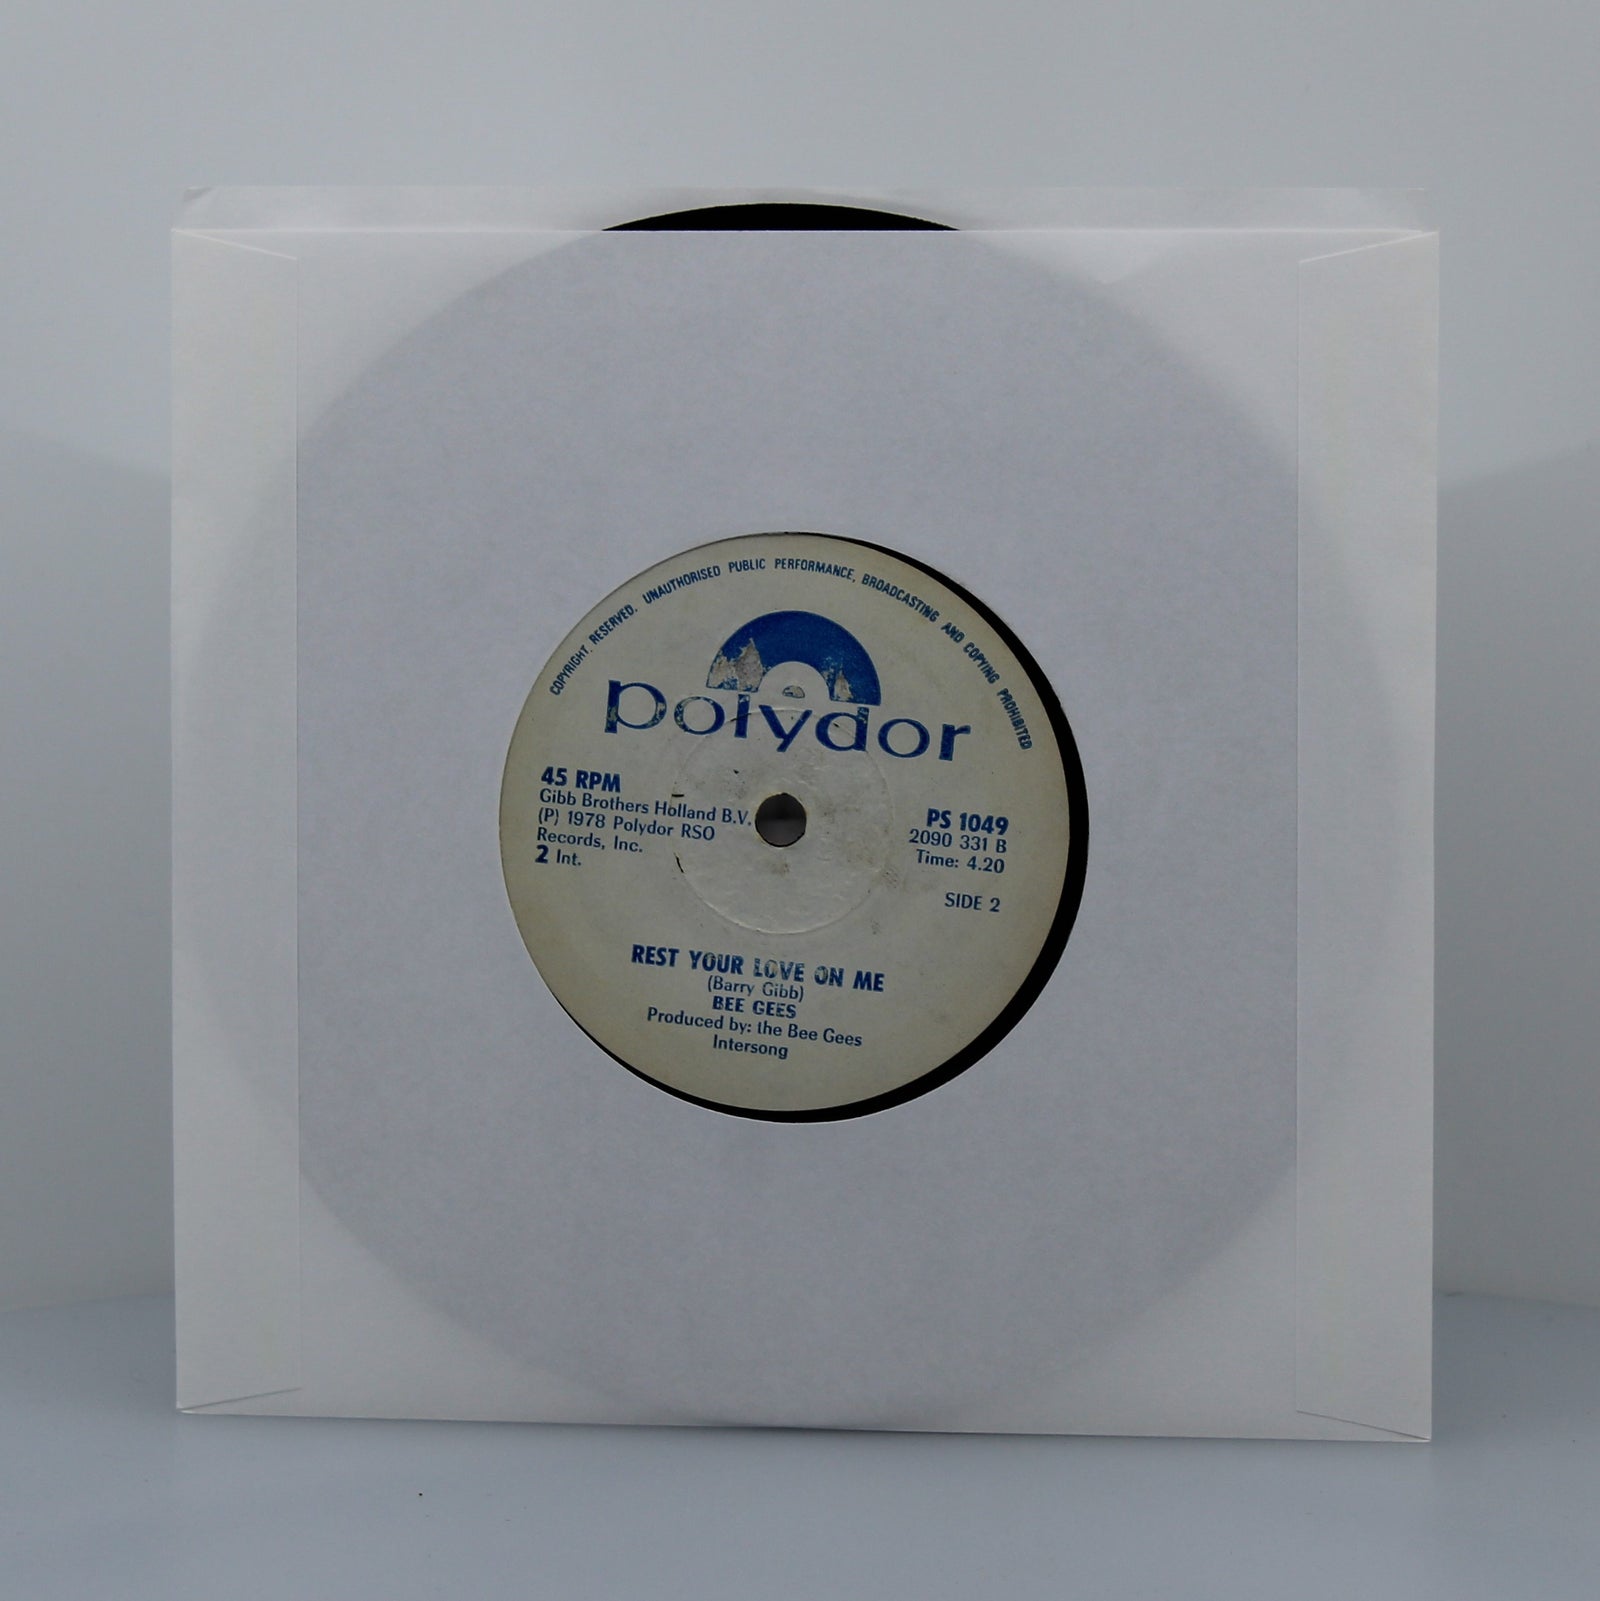 COPYRIGHT. RESERVED. UNAUTHORISED PUBLIC PERFORMANCE, BROADCASTING AND COPYING PROHIBITED
polydor
45 RPM
Gibb Brothers Holland B.V.
(P) 1978 Polydor RSO
Records, Inc.
2 Int.
PS 1049
2090 331 B
Time: 4.20
SIDE 2
REST YOUR LOVE ON ME
(Barry Gibb)
BEE GEES
Produced by: the Bee Gees
Intersong